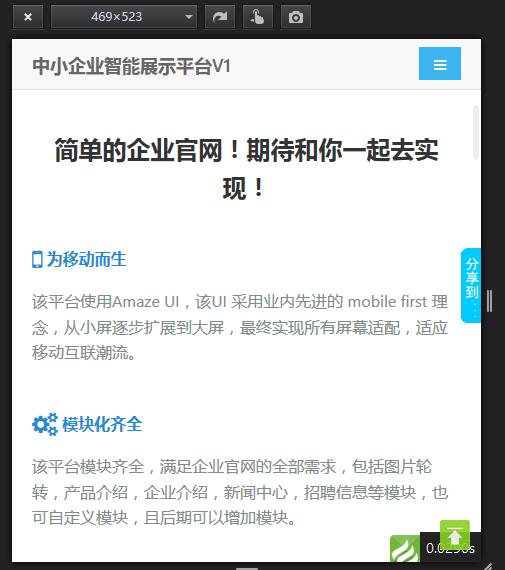 469×523
中小企业智能展示平台V1
简单的企业官网！期待和你一起去实
现！
为移动而生
该平台使用Amaze UI，该UI 采用业内先进的 mobile first 理
念，从小屏逐步扩展到大屏，最终实现所有屏幕适配，适应
移动互联潮流。
分享到
模块化齐全
该平台模块齐全，满足企业官网的全部需求，包括图片轮
转，产品介绍，企业介绍，新闻中心，招聘信息等模块，也
可自定义模块，且后期可以增加模块。